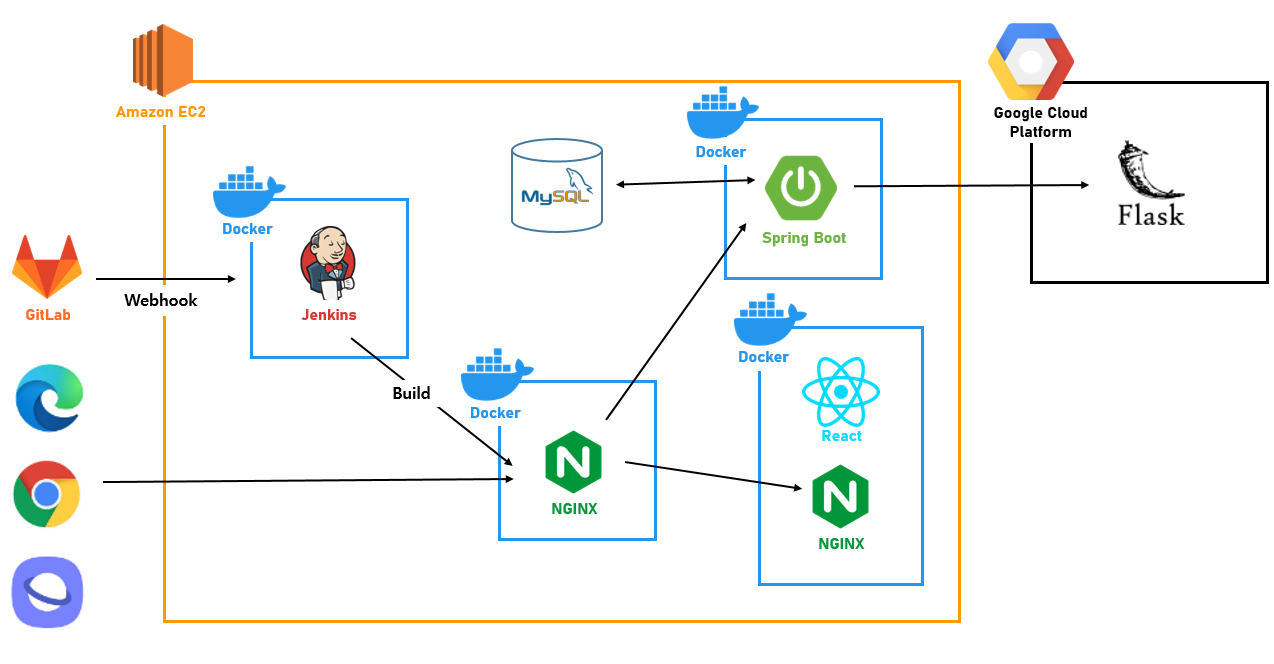 Amazon EC2
Google Cloud
Platform
Docker
MySQL
Docker
Flask
Docker
Spring Boot
GitLab
Webhook
Jenkins
Docker
Build
Docker
React
NGINX
NGINX